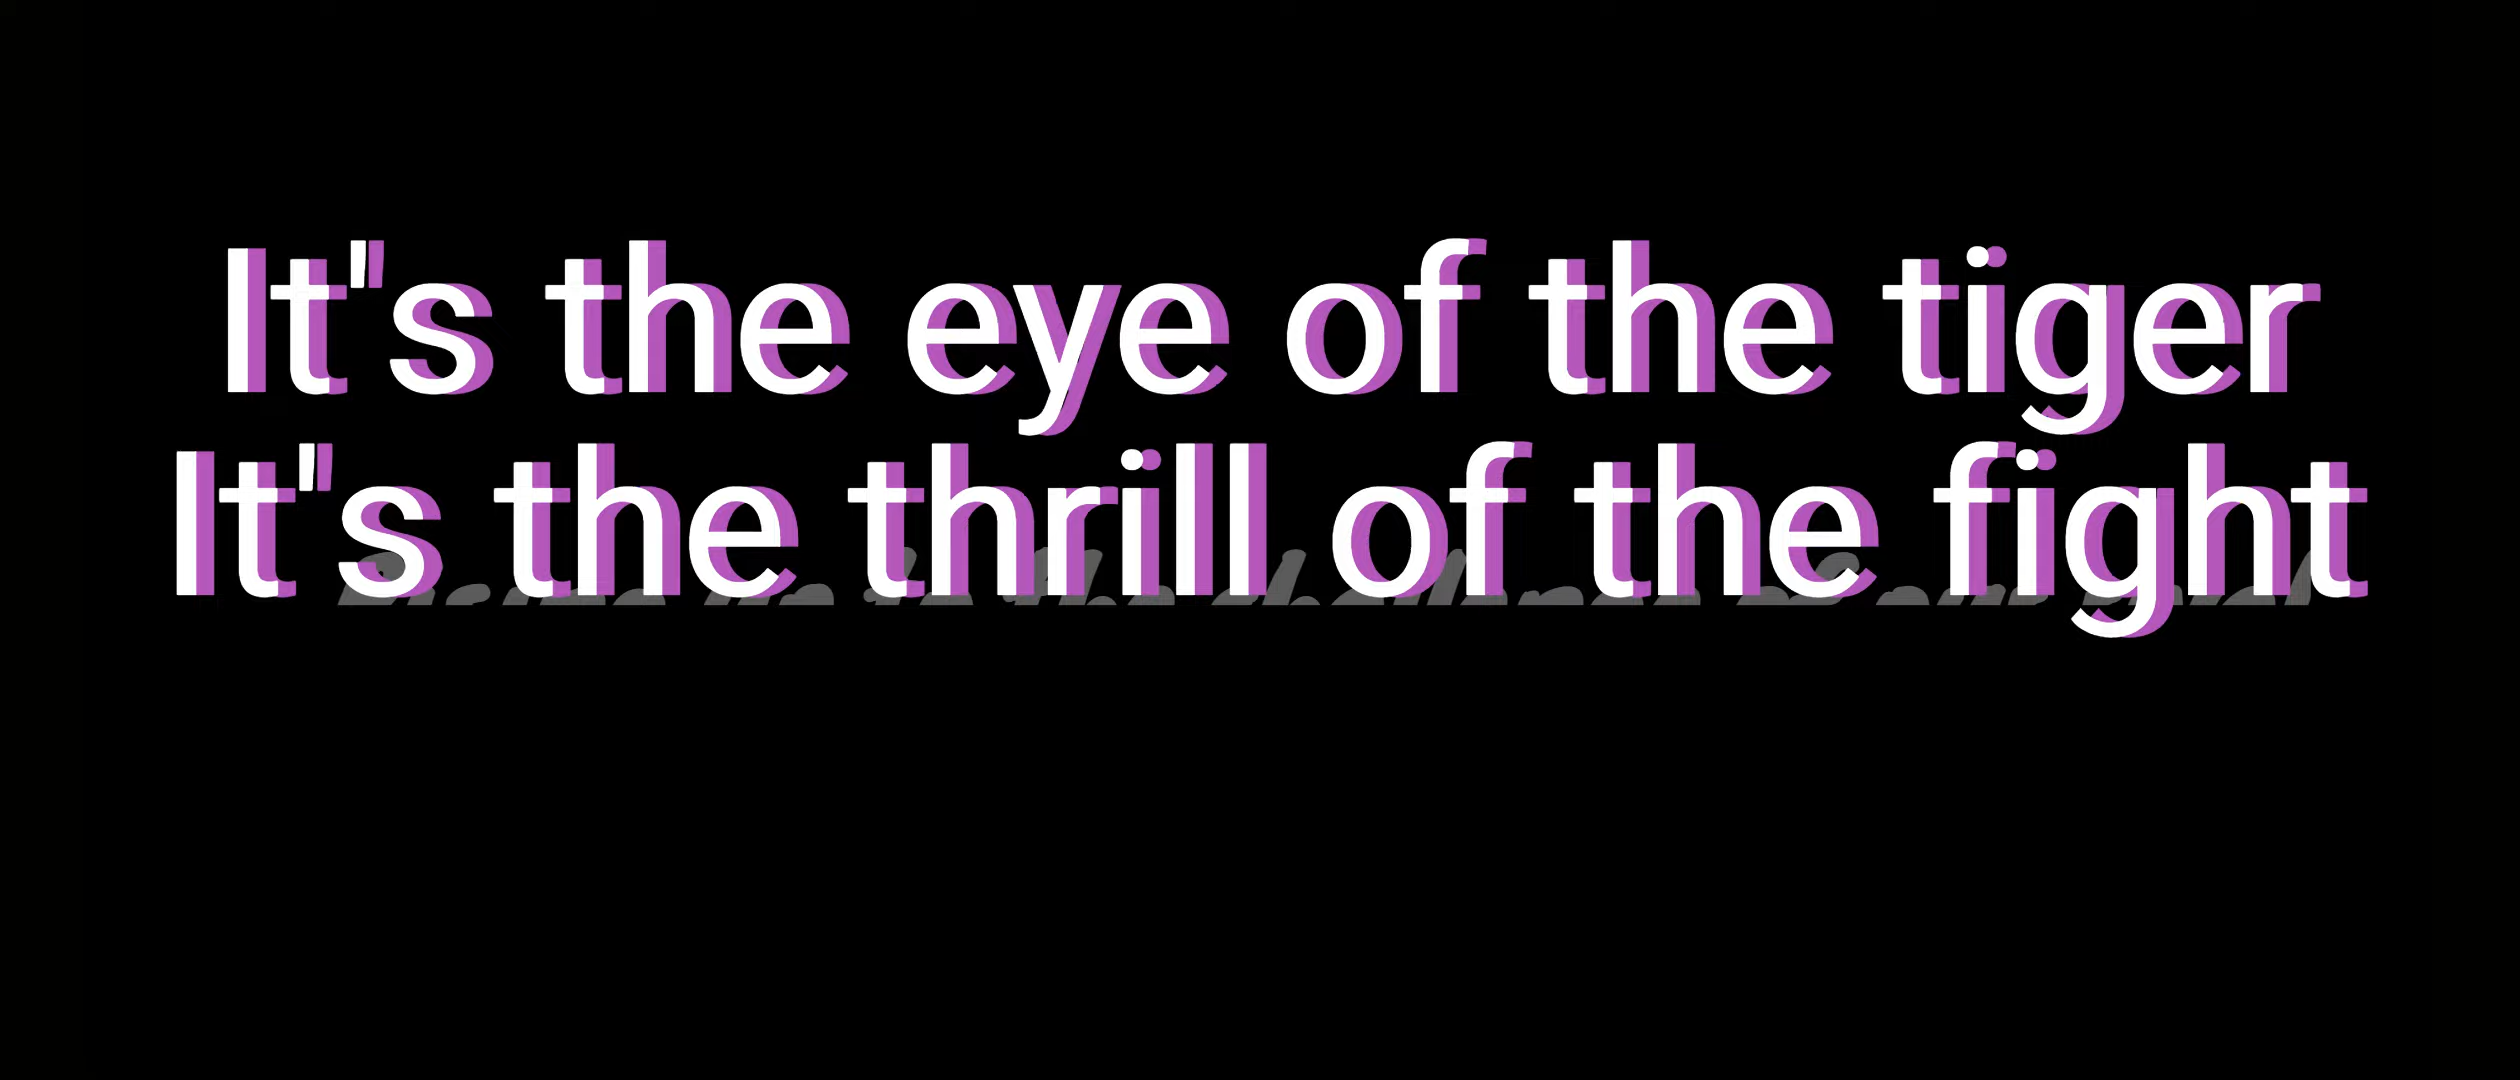 It's the eye of the tiger
It's the thrill of the fight